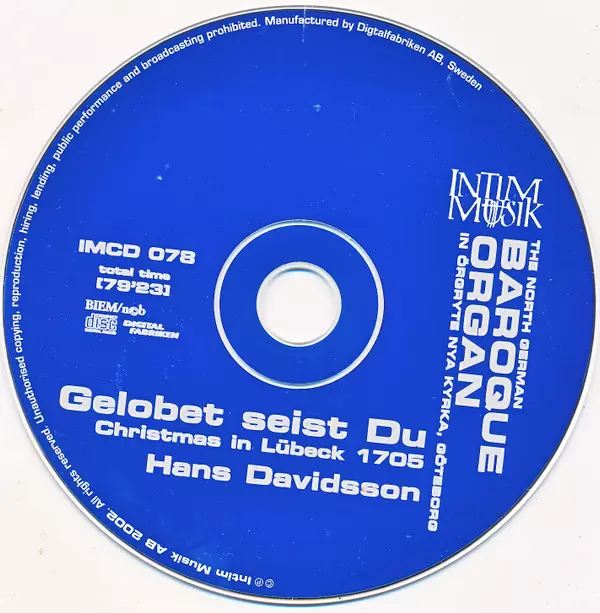 © ℗ Intim Musik AB 2002. All rights reserved. Unauthorised copying, reproduction, hiring, lending, public performance and broadcasting prohibited. Manufactured by Digtalfabriken AB, Sweden
INTIM
MUSIK
THE NORTH GERMAN
BAROQUE
ORGAN
IN ÖRGRYTE NYA KYRKA, GÖTEBORG
IMCD 078
total time
[79'23]
BIEM/n©b
disc
DIGITAL
FABRIKEN
Gelobet seist Du
Christmas in Lübeck 1705
Hans Davidsson